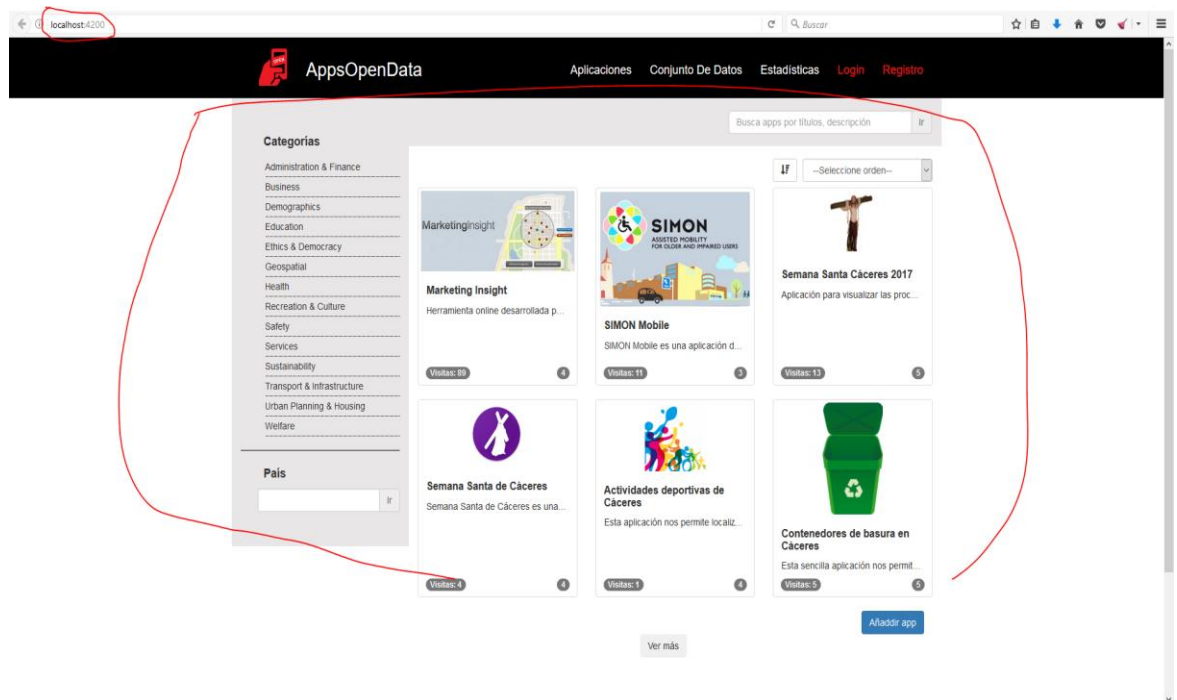 localhost:4200
Buscar
OPEN
AppsOpenData
Aplicaciones
Conjunto De Datos
Estadísticas
Login
Registro
Busca apps por títulos, descripción
Ir
Categorías
Administration & Finance
Business
Demographics
Education
Ethics & Democracy
Geospatial
Health
Recreation & Culture
Safety
Services
Sustainability
Transport & Infrastructure
Urban Planning & Housing
Welfare
País
Ir
--Seleccione orden--
MarketingInsight
Marketing Insight
Herramienta online desarrollada p...
Visitas: 89
4
SIMON
ASSISTED MOBILITY
FOR OLDER AND IMPAIRED USERS
SIMON Mobile
SIMON Mobile es una aplicación d...
Visitas: 11
3
Semana Santa Cáceres 2017
Aplicación para visualizar las proc...
Visitas: 13
5
Semana Santa de Cáceres
Semana Santa de Cáceres es una...
Visitas: 4
4
Actividades deportivas de
Cáceres
Esta aplicación nos permite localiz...
Visitas: 1
4
Contenedores de basura en
Cáceres
Esta sencilla aplicación nos permit...
Visitas: 5
5
Añaddir app
Ver más